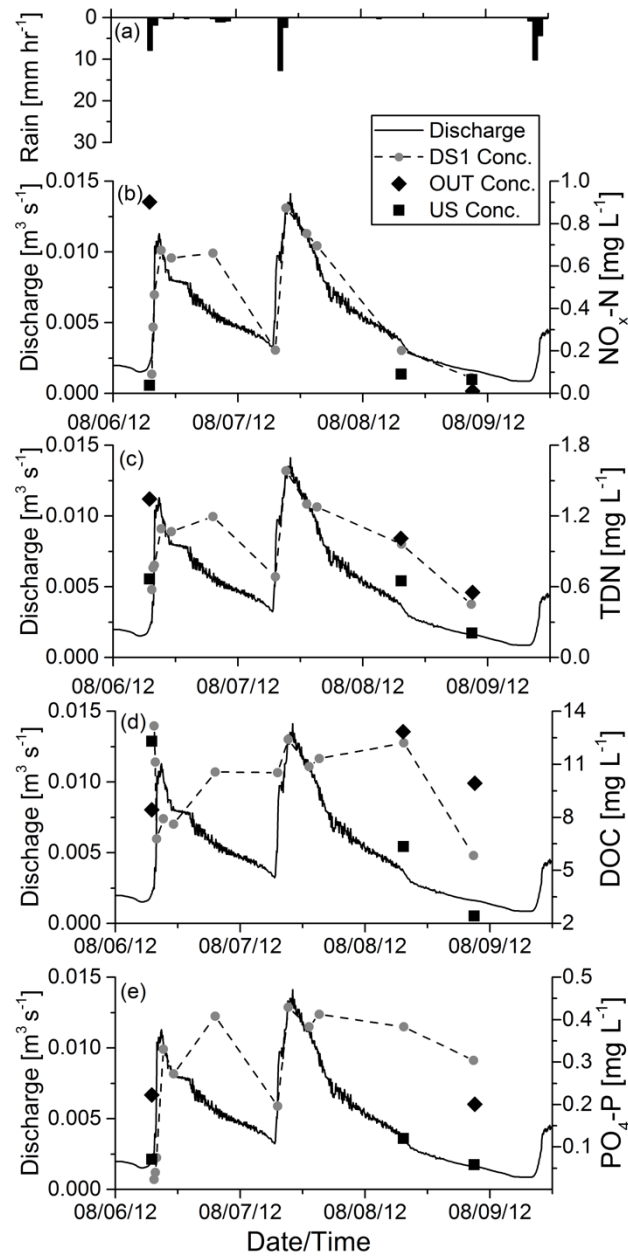 (a)
0
10
20
30
Rain [mm hr⁻¹]
Discharge
DS1 Conc.
OUT Conc.
US Conc.
(b)
0.015
0.010
0.005
0.000
Discharge [m³ s⁻¹]
1.0
0.8
0.6
0.4
0.2
0.0
NOₓ-N [mg L⁻¹]
08/06/12 08/07/12 08/08/12 08/09/12
(c)
0.015
0.010
0.005
0.000
Discharge [m³ s⁻¹]
1.8
1.2
0.6
0.0
TDN [mg L⁻¹]
08/06/12 08/07/12 08/08/12 08/09/12
(d)
0.015
0.010
0.005
0.000
Dischage [m³ s⁻¹]
14
11
8
5
2
DOC [mg L⁻¹]
08/06/12 08/07/12 08/08/12 08/09/12
(e)
0.015
0.010
0.005
0.000
Discharge [m³ s⁻¹]
0.5
0.4
0.3
0.2
0.1
PO₄-P [mg L⁻¹]
08/06/12 08/07/12 08/08/12 08/09/12
Date/Time